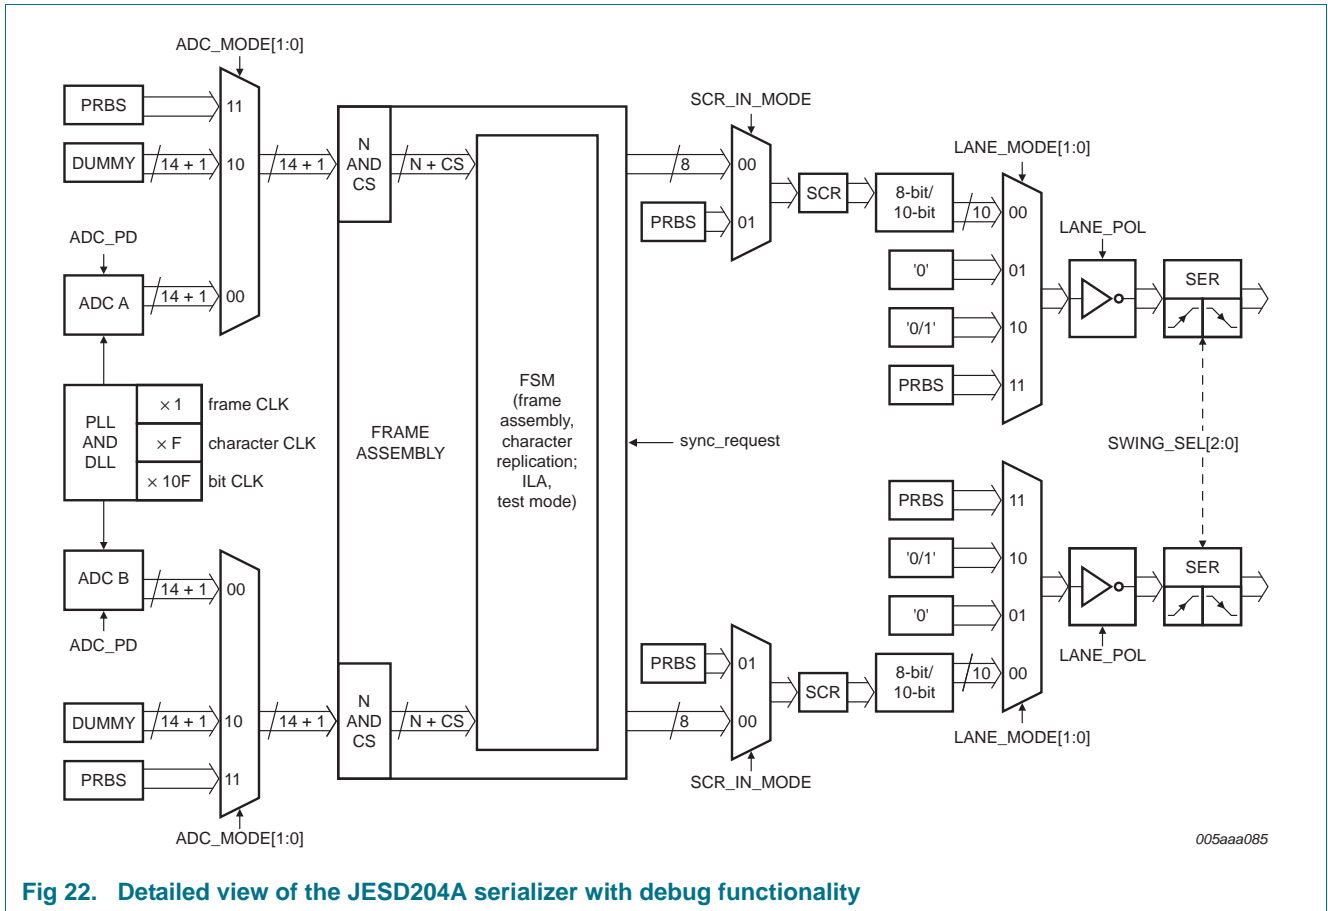 ADC_MODE[1:0]
PRBS
11
DUMMY
14 + 1
10
14 + 1
N
AND
CS
N + CS
ADC_PD
ADC A
14 + 1
00
PLL
AND
DLL
× 1
frame CLK
× F
character CLK
× 10F
bit CLK
ADC B
14 + 1
00
ADC_PD
DUMMY
14 + 1
10
14 + 1
N
AND
CS
N + CS
PRBS
11
ADC_MODE[1:0]
FRAME
ASSEMBLY
FSM
(frame
assembly,
character
replication;
ILA,
test mode)
sync_request
SCR_IN_MODE
8
00
PRBS
01
SCR
8-bit/
10-bit
10
LANE_MODE[1:0]
00
'0'
01
'0/1'
10
PRBS
11
LANE_POL
SER
SWING_SEL[2:0]
PRBS
11
'0/1'
10
'0'
01
8-bit/
10-bit
10
00
LANE_MODE[1:0]
LANE_POL
SER
PRBS
01
8
00
SCR
SCR_IN_MODE
005aaa085
Fig 22. Detailed view of the JESD204A serializer with debug functionality